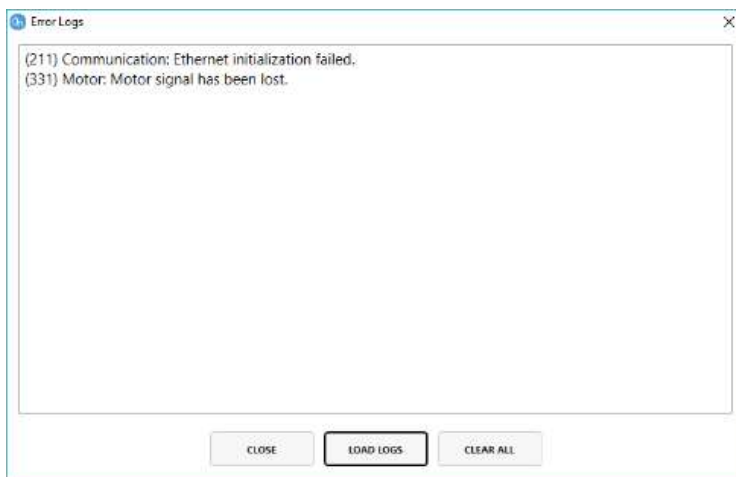 Error Logs
(211) Communication: Ethernet initialization failed.
(331) Motor: Motor signal has been lost.
CLOSE
LOAD LOGS
CLEAR ALL